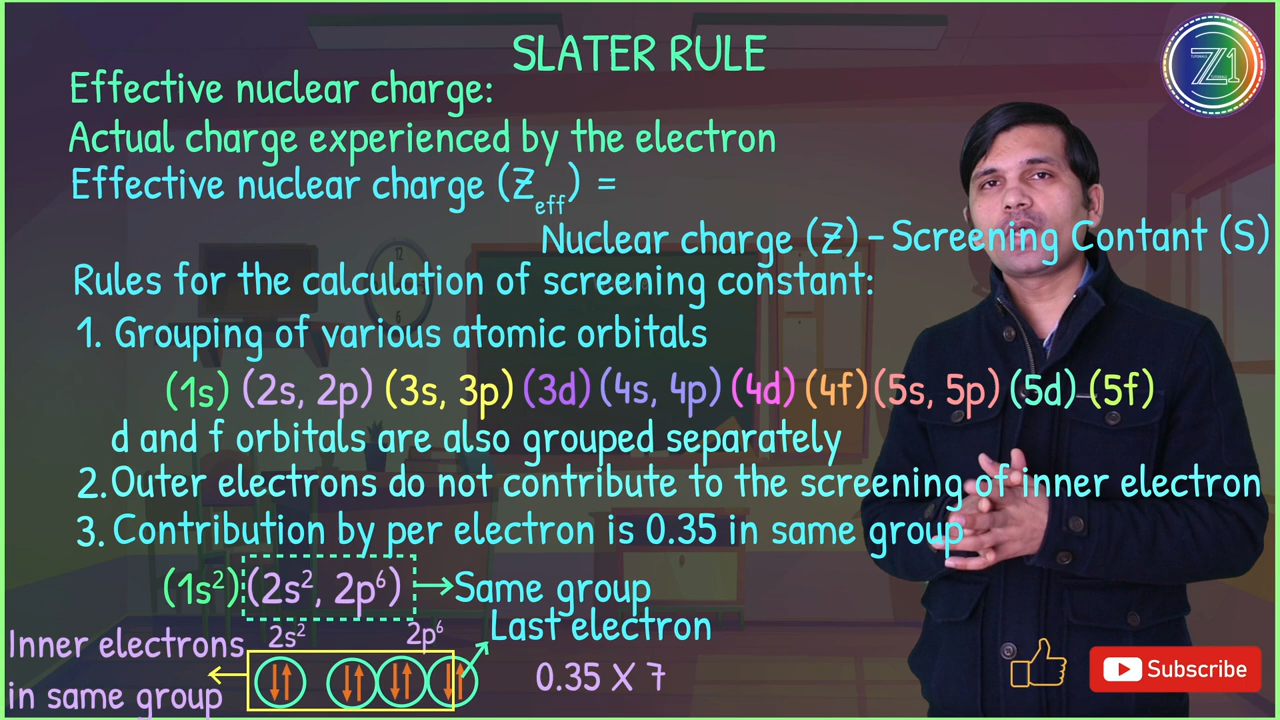 SLATER RULE
Effective nuclear charge:
Actual charge experienced by the electron
Effective nuclear charge (Zeff) =
Nuclear charge (Z) – Screening Contant (S)
Rules for the calculation of screening constant:
1. Grouping of various atomic orbitals
(1s) (2s, 2p) (3s, 3p) (3d) (4s, 4p) (4d) (4f) (5s, 5p) (5d) (5f)
d and f orbitals are also grouped separately
2. Outer electrons do not contribute to the screening of inner electron
3. Contribution by per electron is 0.35 in same group
(1s²) (2s², 2p⁶) → Same group
2s² 2p⁶ Last electron
Inner electrons
in same group
0.35 X 7
Subscribe
Z1